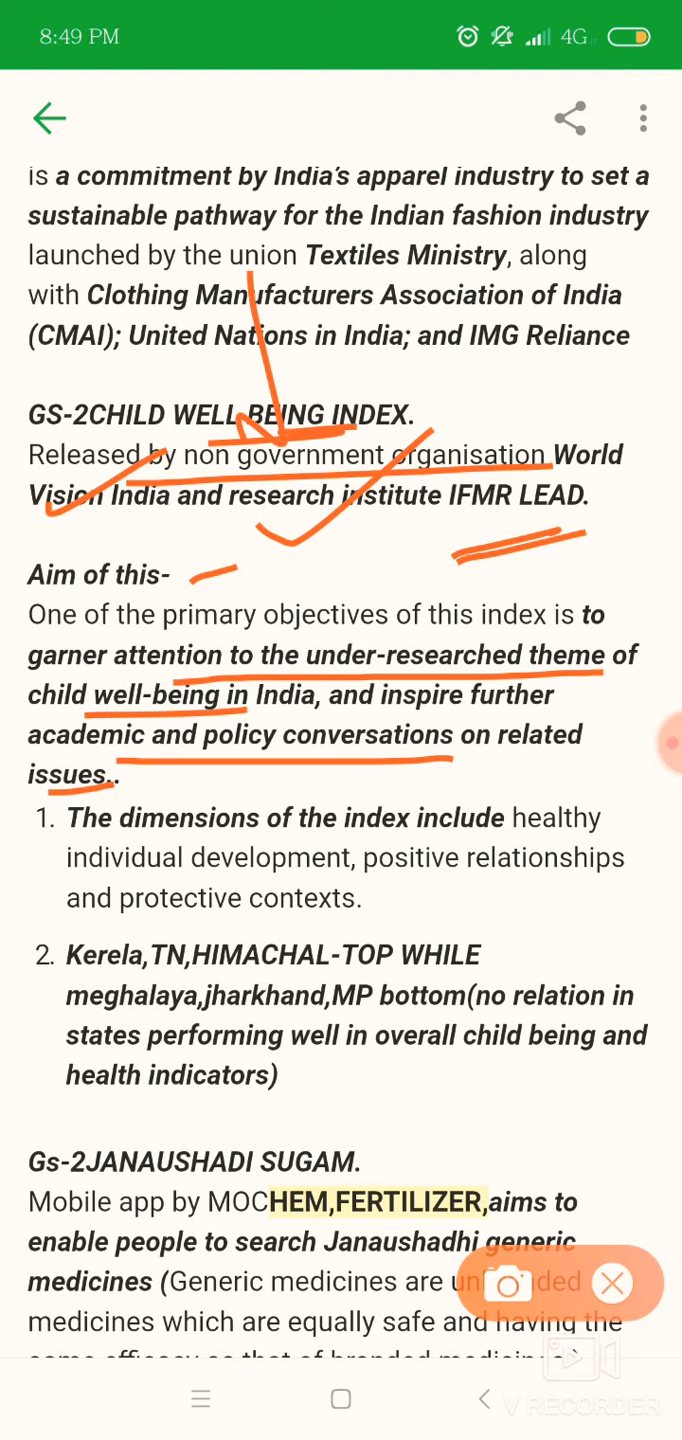 8:49 PM
4G
is a commitment by India's apparel industry to set a
sustainable pathway for the Indian fashion industry
launched by the union Textiles Ministry, along
with Clothing Manufacturers Association of India
(CMAI); United Nations in India; and IMG Reliance
GS-2CHILD WELL BEING INDEX.
Released by non government organisation World
Vision India and research institute IFMR LEAD.
Aim of this-
One of the primary objectives of this index is to
garner attention to the under-researched theme of
child well-being in India, and inspire further
academic and policy conversations on related
issues..
1. The dimensions of the index include healthy
individual development, positive relationships
and protective contexts.
2. Kerela,TN,HIMACHAL-TOP WHILE
meghalaya,jharkhand,MP bottom(no relation in
states performing well in overall child being and
health indicators)
Gs-2JANAUSHADI SUGAM.
Mobile app by MOCHEM,FERTILIZER,aims to
enable people to search Janaushadhi generic
medicines (Generic medicines are
medicines which are equally safe and having the
same efficacy as that of branded medicines.)
V RECORDER